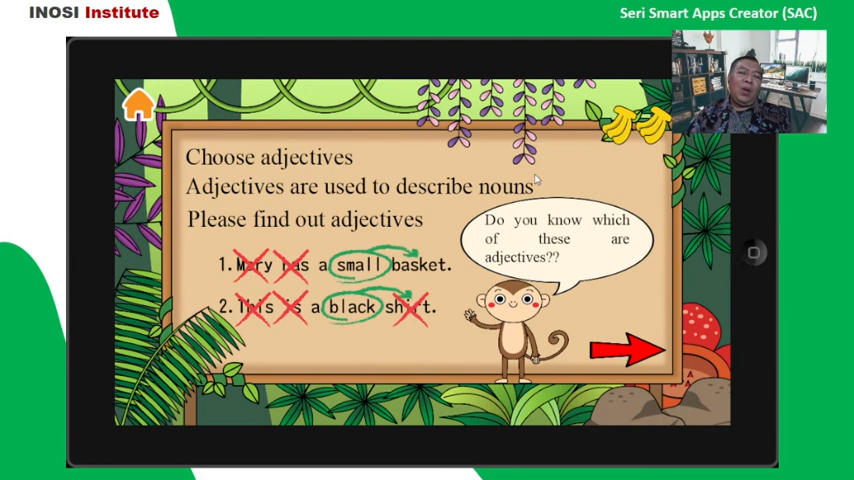 INOSI Institute
Seri Smart Apps Creator (SAC)
Choose adjectives
Adjectives are used to describe nouns
Please find out adjectives
Do you know which
of these are
adjectives??
1. Mary has a small basket.
2. This is a black shirt.